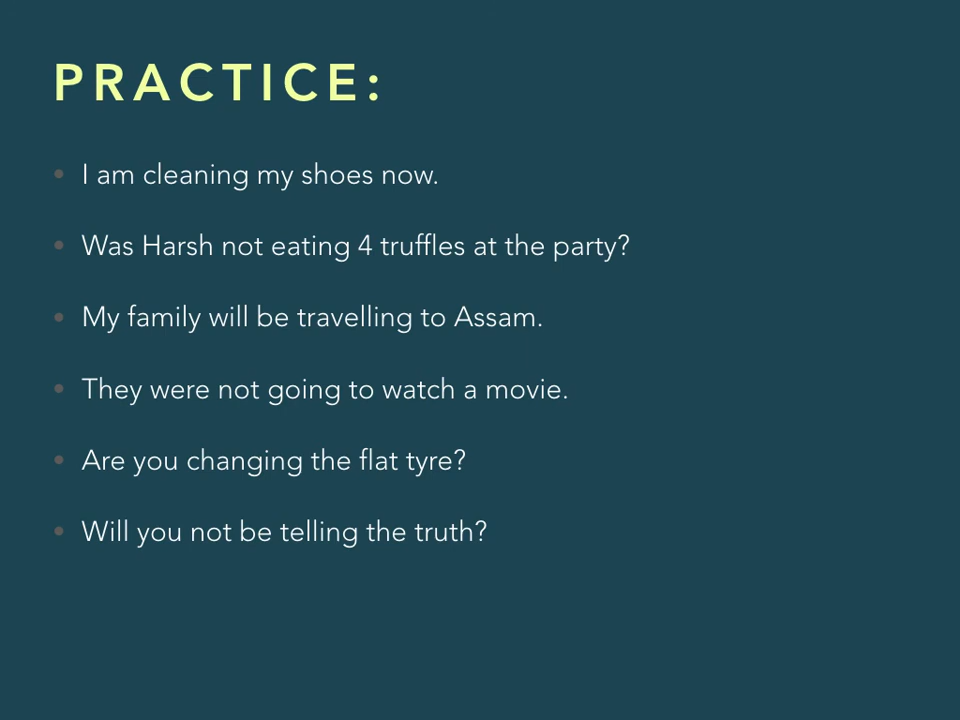 PRACTICE:
• I am cleaning my shoes now.
• Was Harsh not eating 4 truffles at the party?
• My family will be travelling to Assam.
• They were not going to watch a movie.
• Are you changing the flat tyre?
• Will you not be telling the truth?